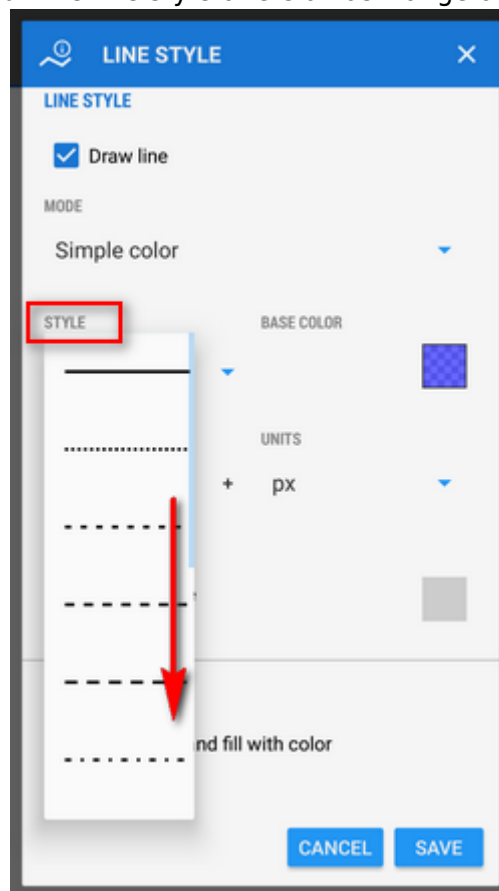 LINE STYLE
LINE STYLE
Draw line
MODE
Simple color
STYLE
BASE COLOR
UNITS
+ px
nd fill with color
CANCEL
SAVE